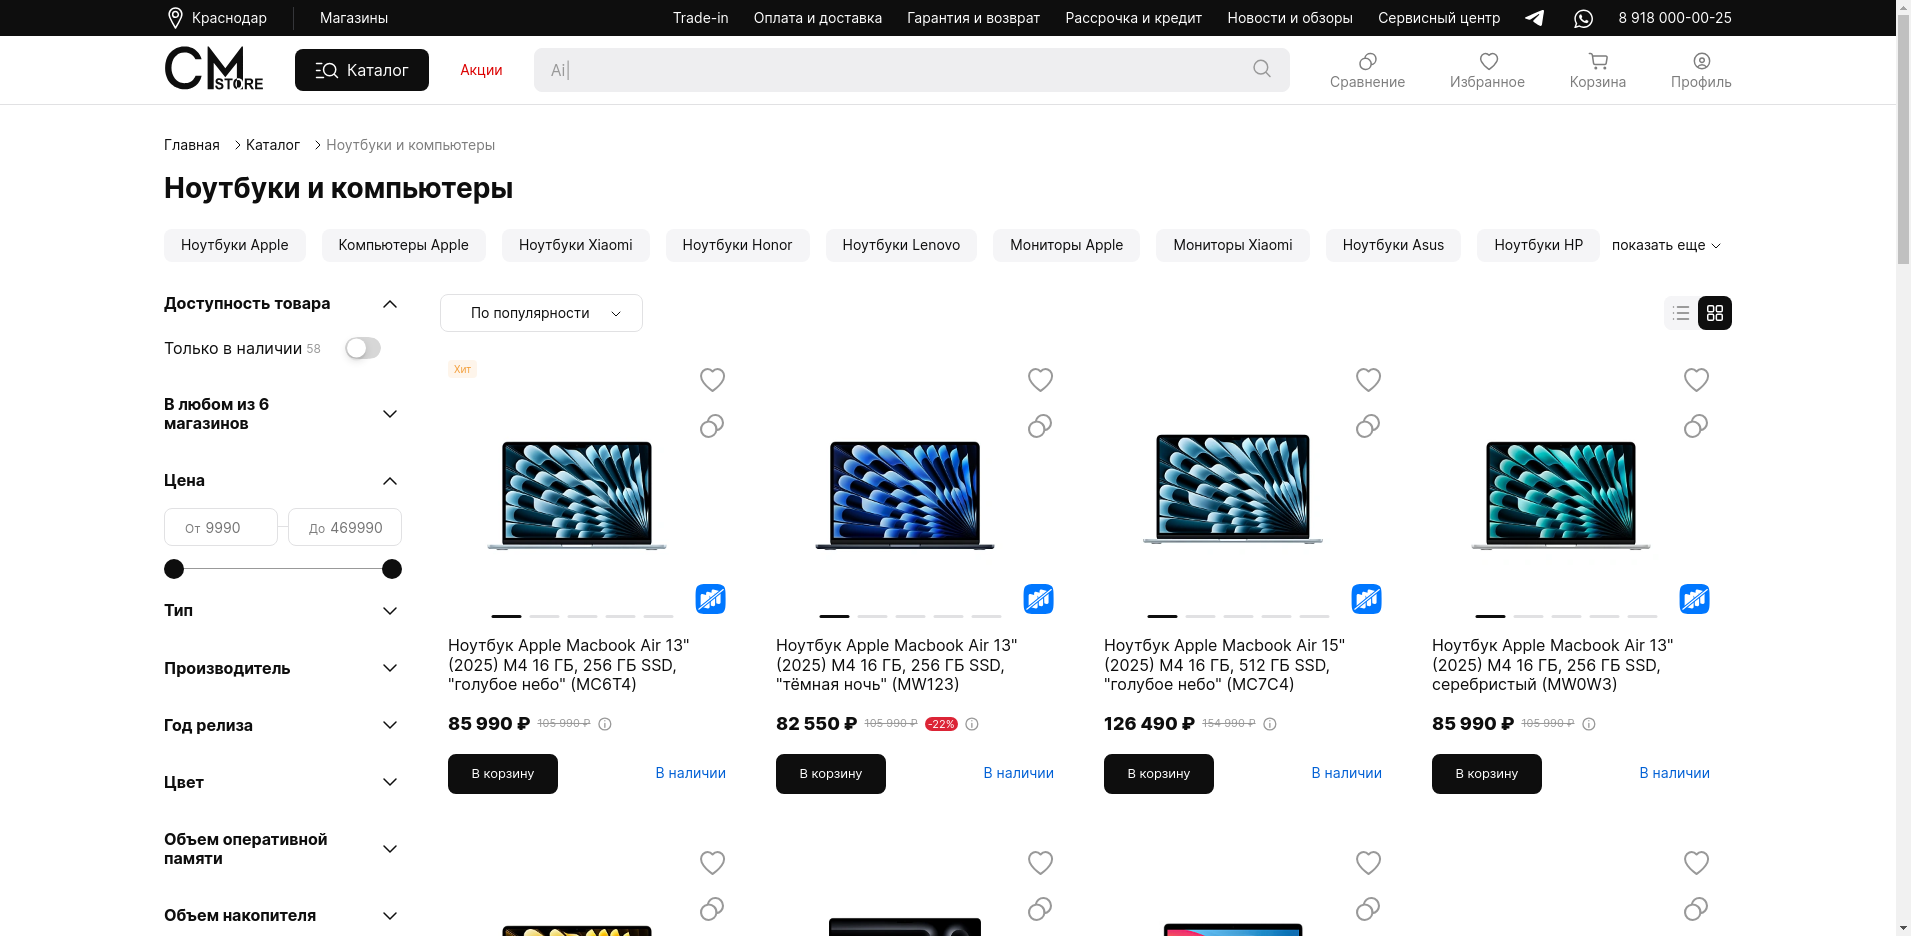 Краснодар
Магазины
Trade-in
Оплата и доставка
Гарантия и возврат
Рассрочка и кредит
Новости и обзоры
Сервисный центр
8 918 000-00-25
CM STORE
Каталог
Акции
Ai|
Сравнение
Избранное
Корзина
Профиль
Главная
Каталог
Ноутбуки и компьютеры
Ноутбуки и компьютеры
Ноутбуки Apple
Компьютеры Apple
Ноутбуки Xiaomi
Ноутбуки Honor
Ноутбуки Lenovo
Мониторы Apple
Мониторы Xiaomi
Ноутбуки Asus
Ноутбуки HP
показать еще
Доступность товара
Только в наличии 58
В любом из 6
магазинов
Цена
От 9990
До 469990
Тип
Производитель
Год релиза
Цвет
Объем оперативной
памяти
Объем накопителя
По популярности
Хит
Ноутбук Apple Macbook Air 13"
(2025) M4 16 ГБ, 256 ГБ SSD,
"голубое небо" (MC6T4)
85 990 ₽ 105 990 ₽
В корзину
В наличии
Ноутбук Apple Macbook Air 13"
(2025) M4 16 ГБ, 256 ГБ SSD,
"тёмная ночь" (MW123)
82 550 ₽ 105 990 ₽ -22%
В корзину
В наличии
Ноутбук Apple Macbook Air 15"
(2025) M4 16 ГБ, 512 ГБ SSD,
"голубое небо" (MC7C4)
126 490 ₽ 154 990 ₽
В корзину
В наличии
Ноутбук Apple Macbook Air 13"
(2025) M4 16 ГБ, 256 ГБ SSD,
серебристый (MW0W3)
85 990 ₽ 105 990 ₽
В корзину
В наличии